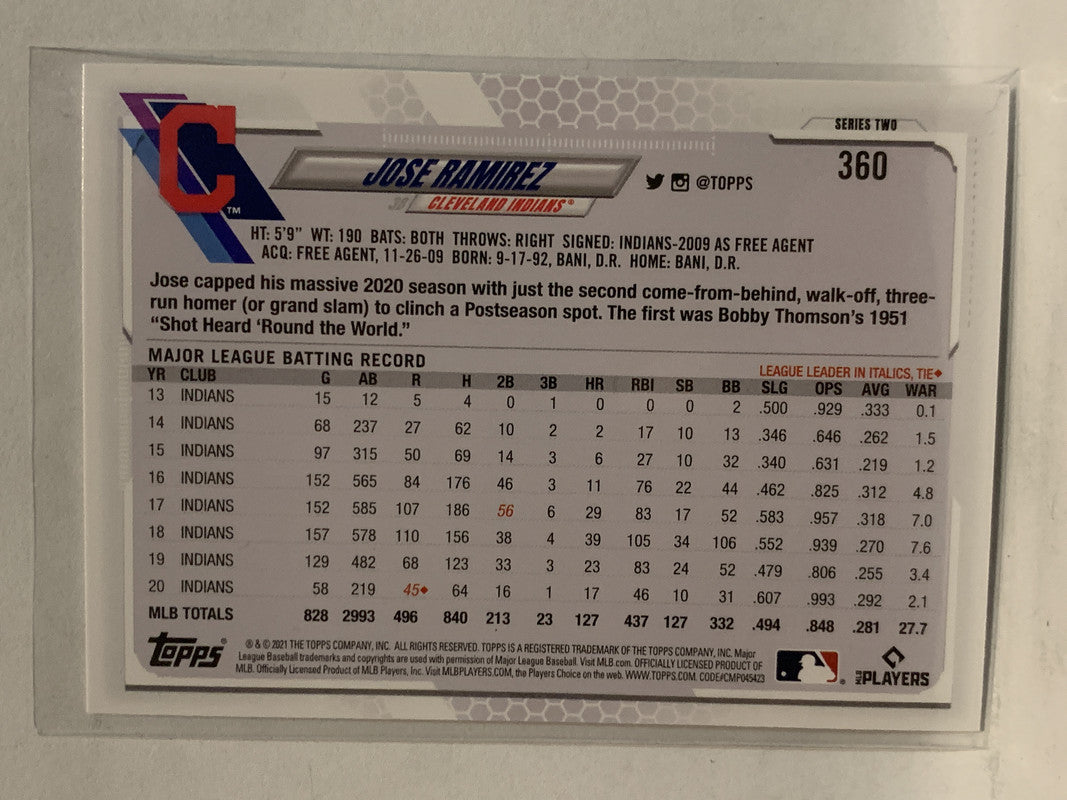 SERIES TWO
360
C
TM
JOSE RAMIREZ
@TOPPS
CLEVELAND INDIANS®
HT: 5'9" WT: 190 BATS: BOTH THROWS: RIGHT SIGNED: INDIANS-2009 AS FREE AGENT
ACQ: FREE AGENT, 11-26-09 BORN: 9-17-92, BANI, D.R. HOME: BANI, D.R.
Jose capped his massive 2020 season with just the second come-from-behind, walk-off, three-
run homer (or grand slam) to clinch a Postseason spot. The first was Bobby Thomson's 1951
"Shot Heard 'Round the World."
MAJOR LEAGUE BATTING RECORD
LEAGUE LEADER IN ITALICS, TIE◆
YR CLUB G AB R H 2B 3B HR RBI SB BB SLG OPS AVG WAR
13 INDIANS 15 12 5 4 0 1 0 0 0 2 .500 .929 .333 0.1
14 INDIANS 68 237 27 62 10 2 2 17 10 13 .346 .646 .262 1.5
15 INDIANS 97 315 50 69 14 3 6 27 10 32 .340 .631 .219 1.2
16 INDIANS 152 565 84 176 46 3 11 76 22 44 .462 .825 .312 4.8
17 INDIANS 152 585 107 186 56 6 29 83 17 52 .583 .957 .318 7.0
18 INDIANS 157 578 110 156 38 4 39 105 34 106 .552 .939 .270 7.6
19 INDIANS 129 482 68 123 33 3 23 83 24 52 .479 .806 .255 3.4
20 INDIANS 58 219 45◆ 64 16 1 17 46 10 31 .607 .993 .292 2.1
MLB TOTALS 828 2993 496 840 213 23 127 437 127 332 .494 .848 .281 27.7
Topps®
® & © 2021 THE TOPPS COMPANY, INC. ALL RIGHTS RESERVED. TOPPS IS A REGISTERED TRADEMARK OF THE TOPPS COMPANY, INC. Major
League Baseball trademarks and copyrights are used with permission of Major League Baseball. Visit MLB.com. OFFICIALLY LICENSED PRODUCT OF
MLB. Officially Licensed Product of MLB Players, Inc. Visit MLBPLAYERS.COM, the Players Choice on the web. WWW.TOPPS.COM. CODE#CMP045423
MLB PLAYERS